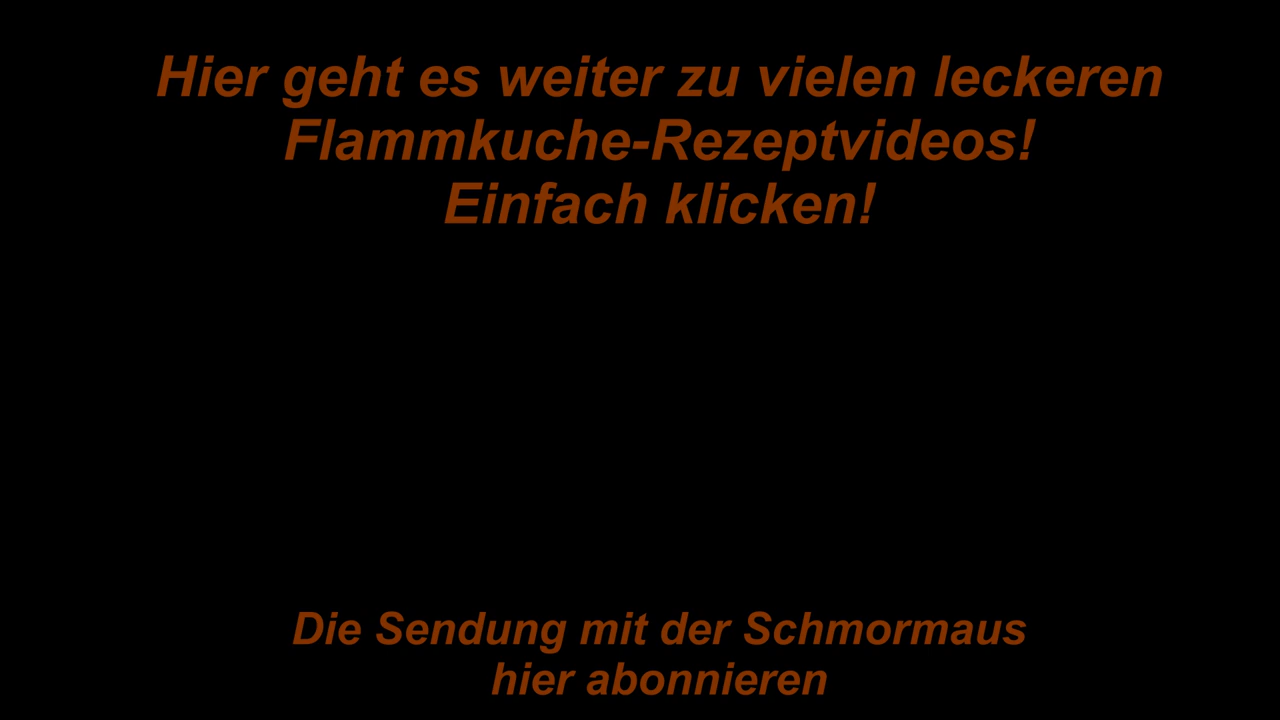 Hier geht es weiter zu vielen leckeren
Flammkuche-Rezeptvideos!
Einfach klicken!
Die Sendung mit der Schmormaus
hier abonnieren